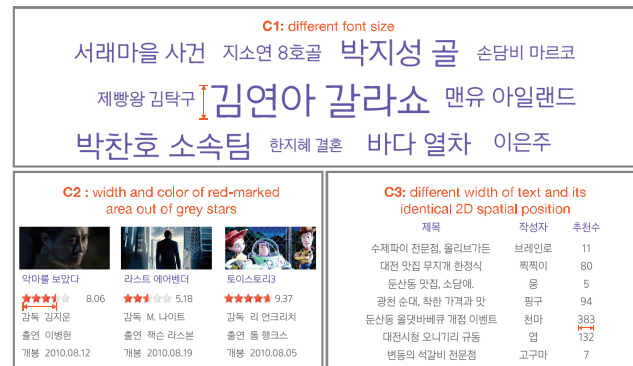 C1: different font size
서래마을 사건 지소연 8호골 박지성 골 손담비 마르코
제빵왕 김탁구 김연아 갈라쇼 맨유 아일랜드
박찬호 소속팀 한지혜 결혼 바다 열차 이은주
C2 : width and color of red-marked
area out of grey stars
악마를 보았다 라스트 에어벤더 토이스토리3
8.06 5.18 9.37
감독 김지운 감독 M. 나이트 감독 리 언크리치
출연 이병헌 출연 잭슨 라스본 출연 톰 행크스
개봉 2010.08.12 개봉 2010.08.19 개봉 2010.08.05
C3: different width of text and its
identical 2D spatial position
제목 작성자 추천수
수제파이 전문점, 올리브가든 브레인로 11
대전 맛집 무지개 한정식 찍찍이 80
둔산동 맛집, 소담애. 뭉 5
광천 순대, 착한 가격과 맛 핑구 94
둔산동 올댓바베큐 개점 이벤트 천마 383
대전시청 오니기리 규동 엽 132
변동의 석갈비 전문점 고구마 7